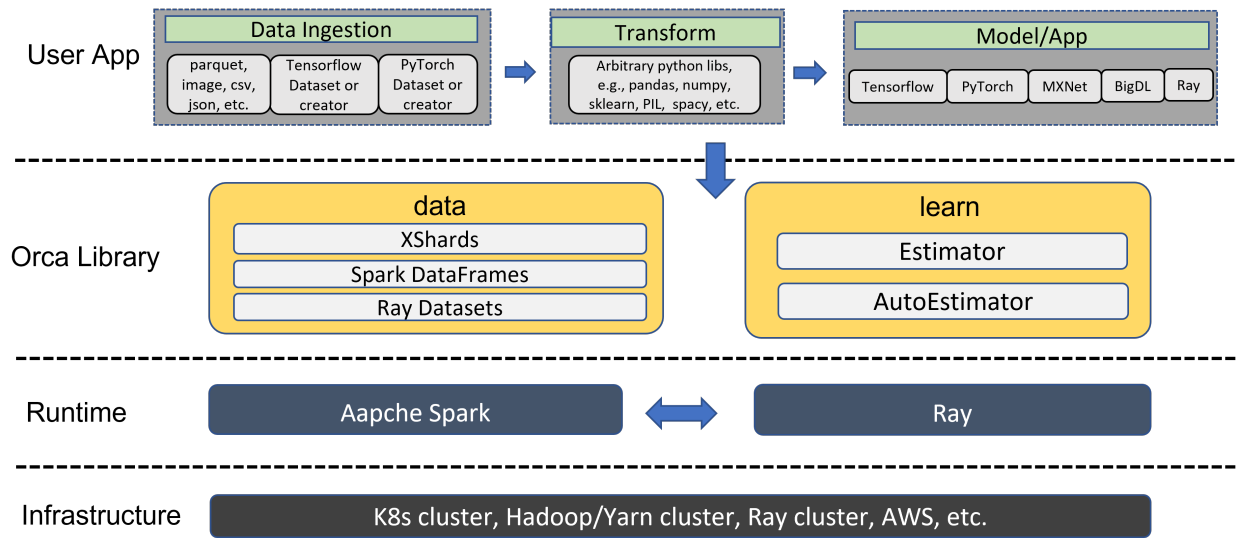 User App
Data Ingestion
parquet,
image, csv,
json, etc.
Tensorflow
Dataset or
creator
PyTorch
Dataset or
creator
Transform
Arbitrary python libs,
e.g., pandas, numpy,
sklearn, PIL, spacy, etc.
Model/App
Tensorflow
PyTorch
MXNet
BigDL
Ray
Orca Library
data
XShards
Spark DataFrames
Ray Datasets
learn
Estimator
AutoEstimator
Runtime
Aapche Spark
Ray
Infrastructure
K8s cluster, Hadoop/Yarn cluster, Ray cluster, AWS, etc.